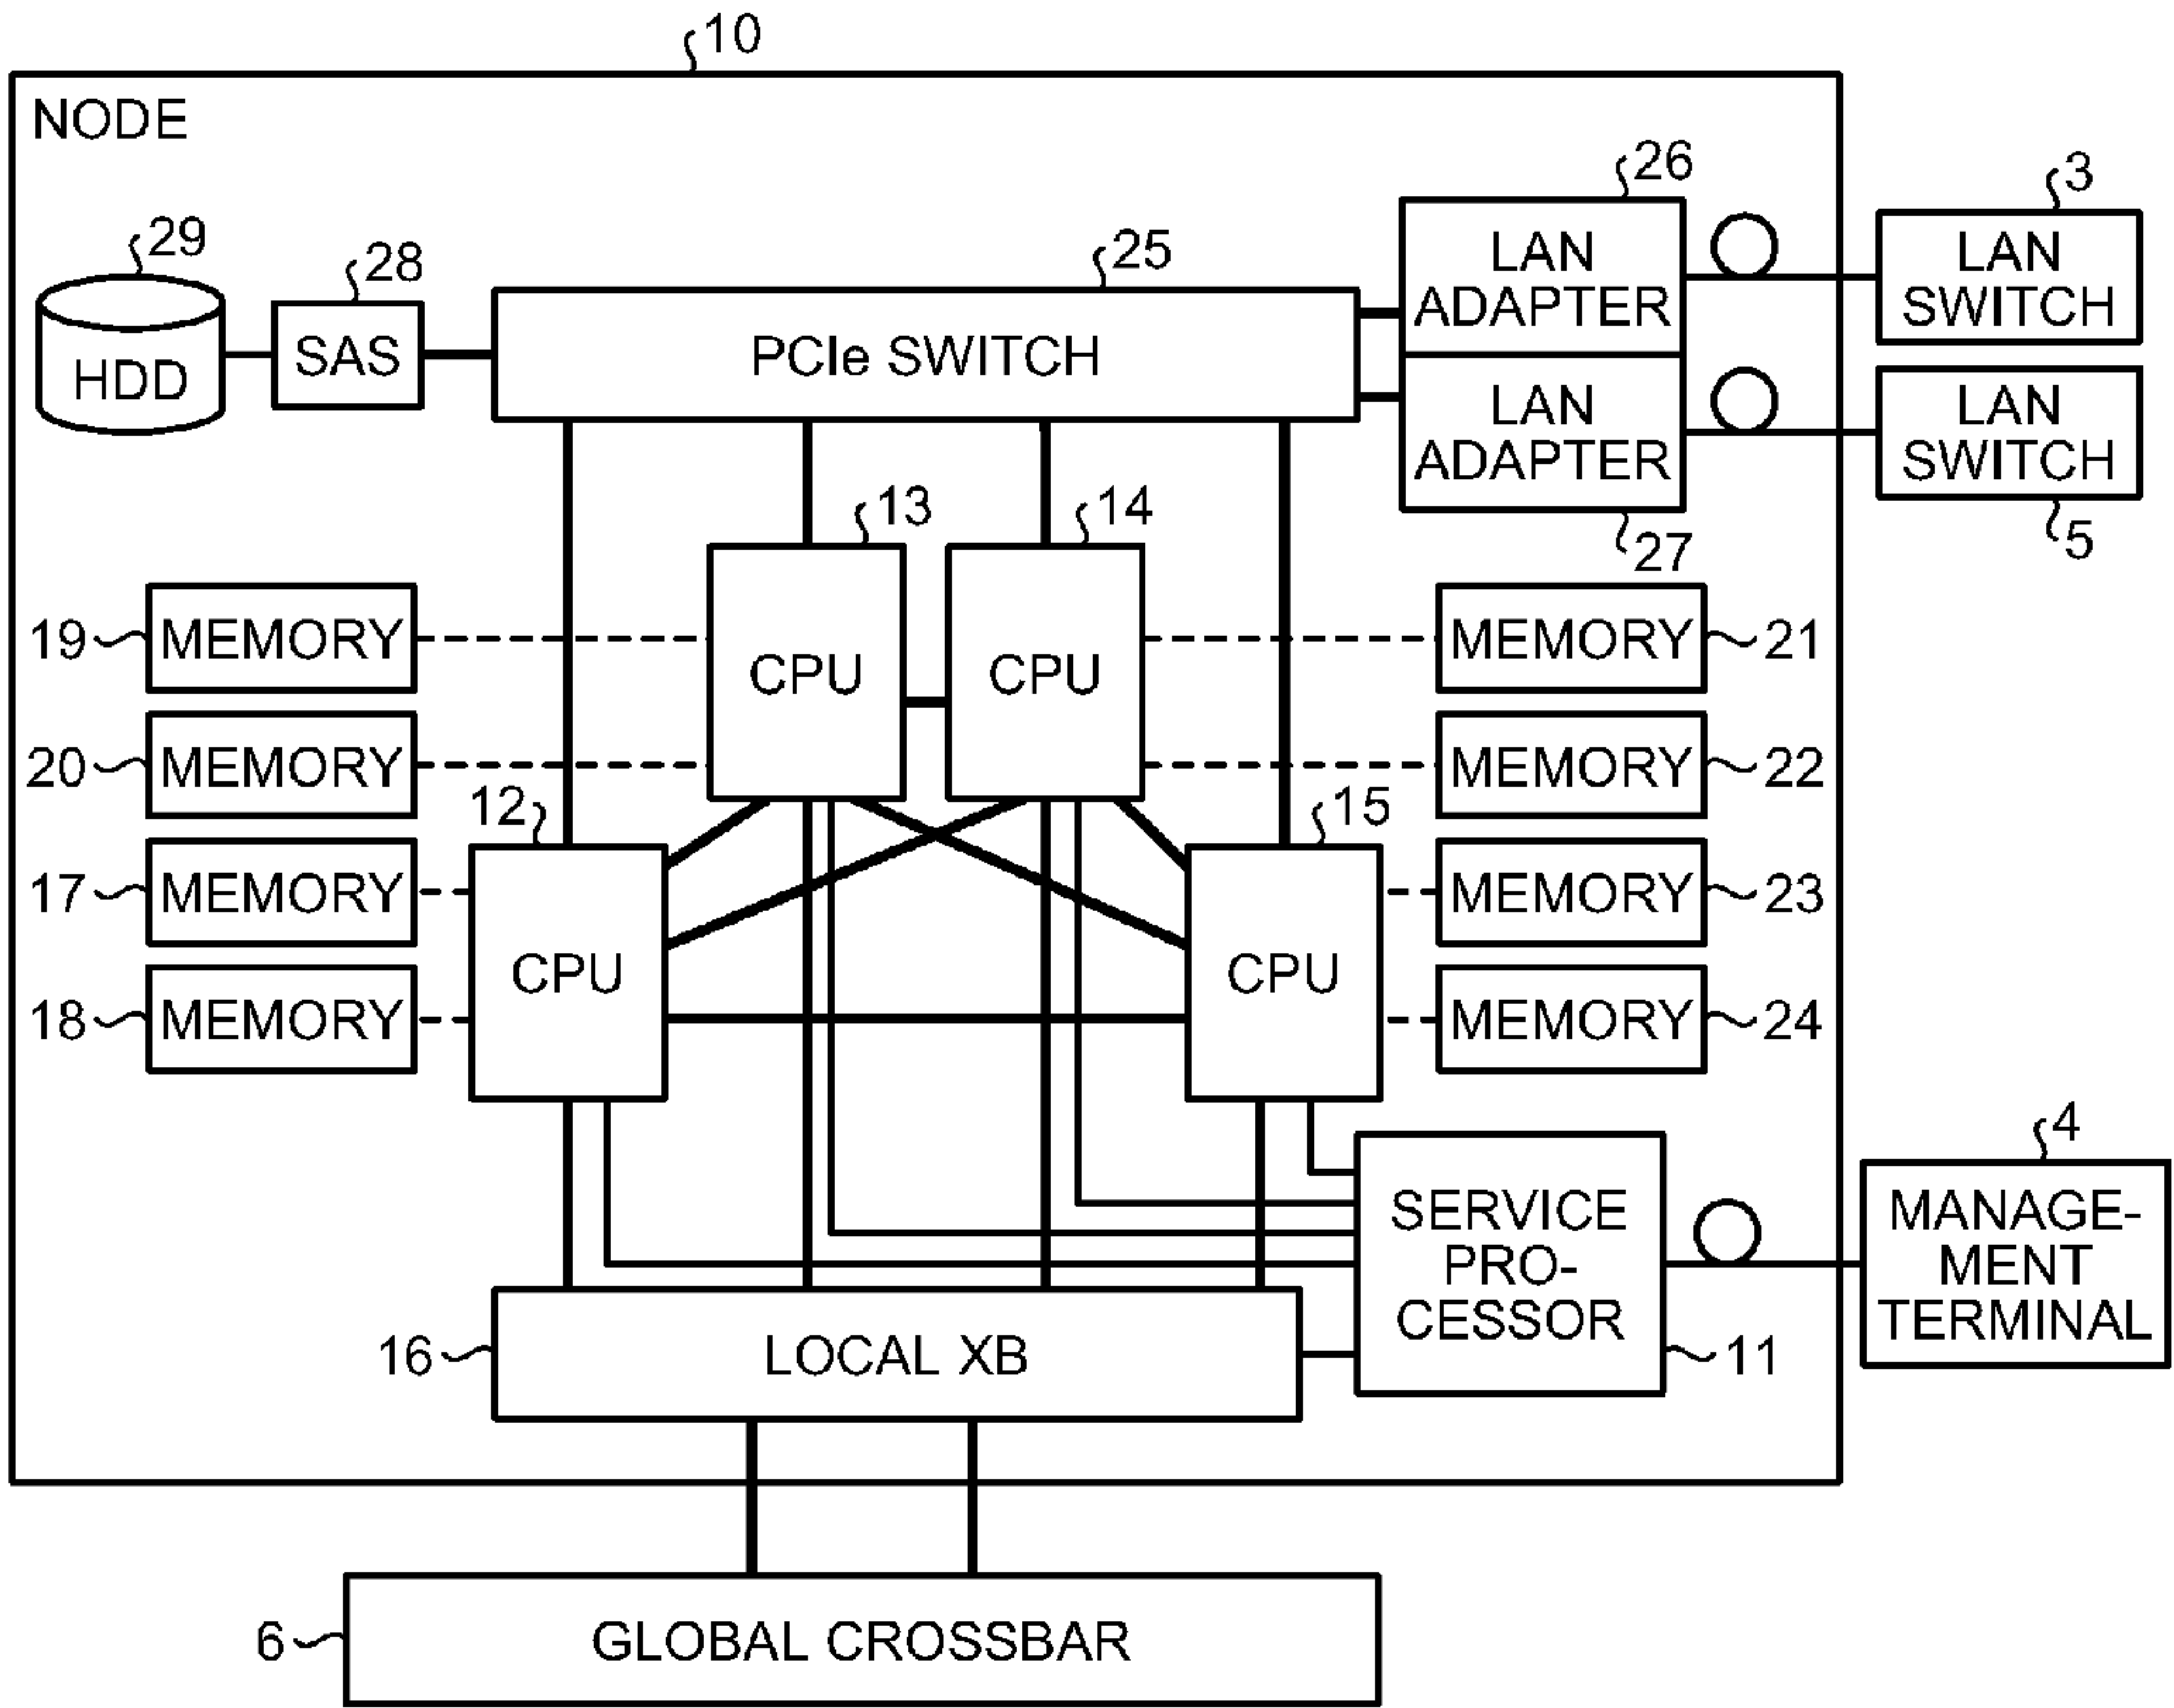 10
NODE
26
3
29
28
25
LAN
ADAPTER
LAN
SWITCH
HDD
SAS
PCIe SWITCH
LAN
ADAPTER
LAN
SWITCH
13
14
27
5
19
MEMORY
CPU
CPU
MEMORY
21
20
MEMORY
MEMORY
22
12
15
17
MEMORY
MEMORY
23
CPU
CPU
18
MEMORY
MEMORY
24
4
SERVICE
PRO-
CESSOR
MANAGE-
MENT
TERMINAL
16
LOCAL XB
11
6
GLOBAL CROSSBAR